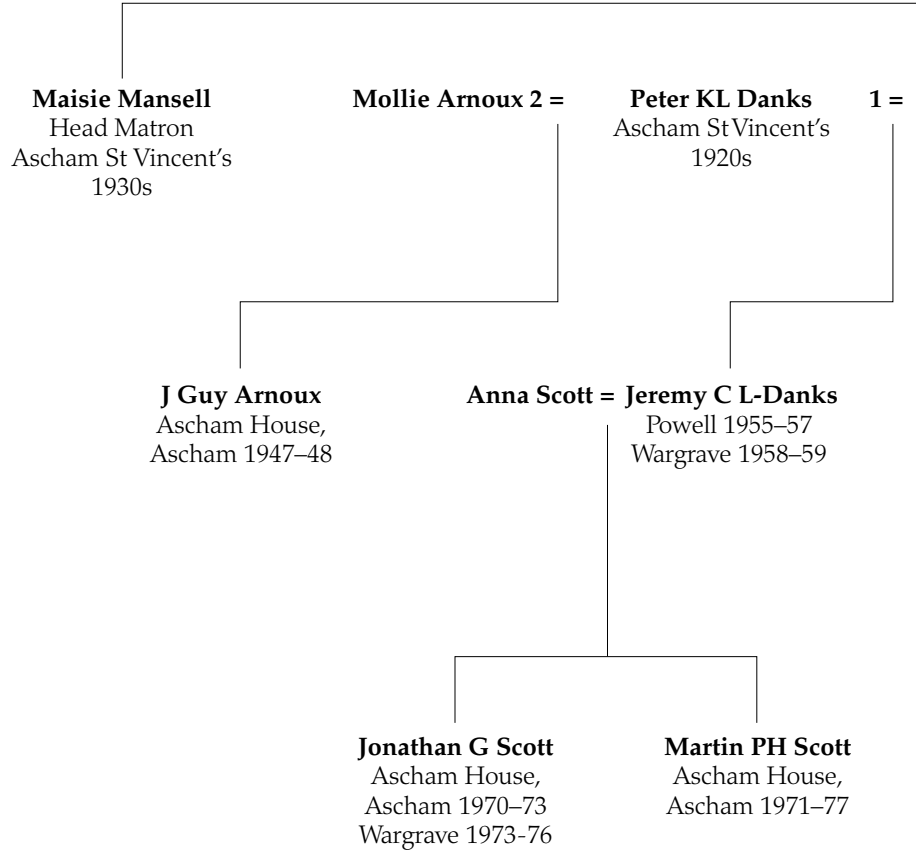 Maisie Mansell
Head Matron
Ascham St Vincent's
1930s
Mollie Arnoux 2 =
Peter KL Danks
Ascham St Vincent's
1920s
1 =
J Guy Arnoux
Ascham House,
Ascham 1947–48
Anna Scott = Jeremy C L-Danks
Powell 1955–57
Wargrave 1958–59
Jonathan G Scott
Ascham House,
Ascham 1970–73
Wargrave 1973-76
Martin PH Scott
Ascham House,
Ascham 1971–77